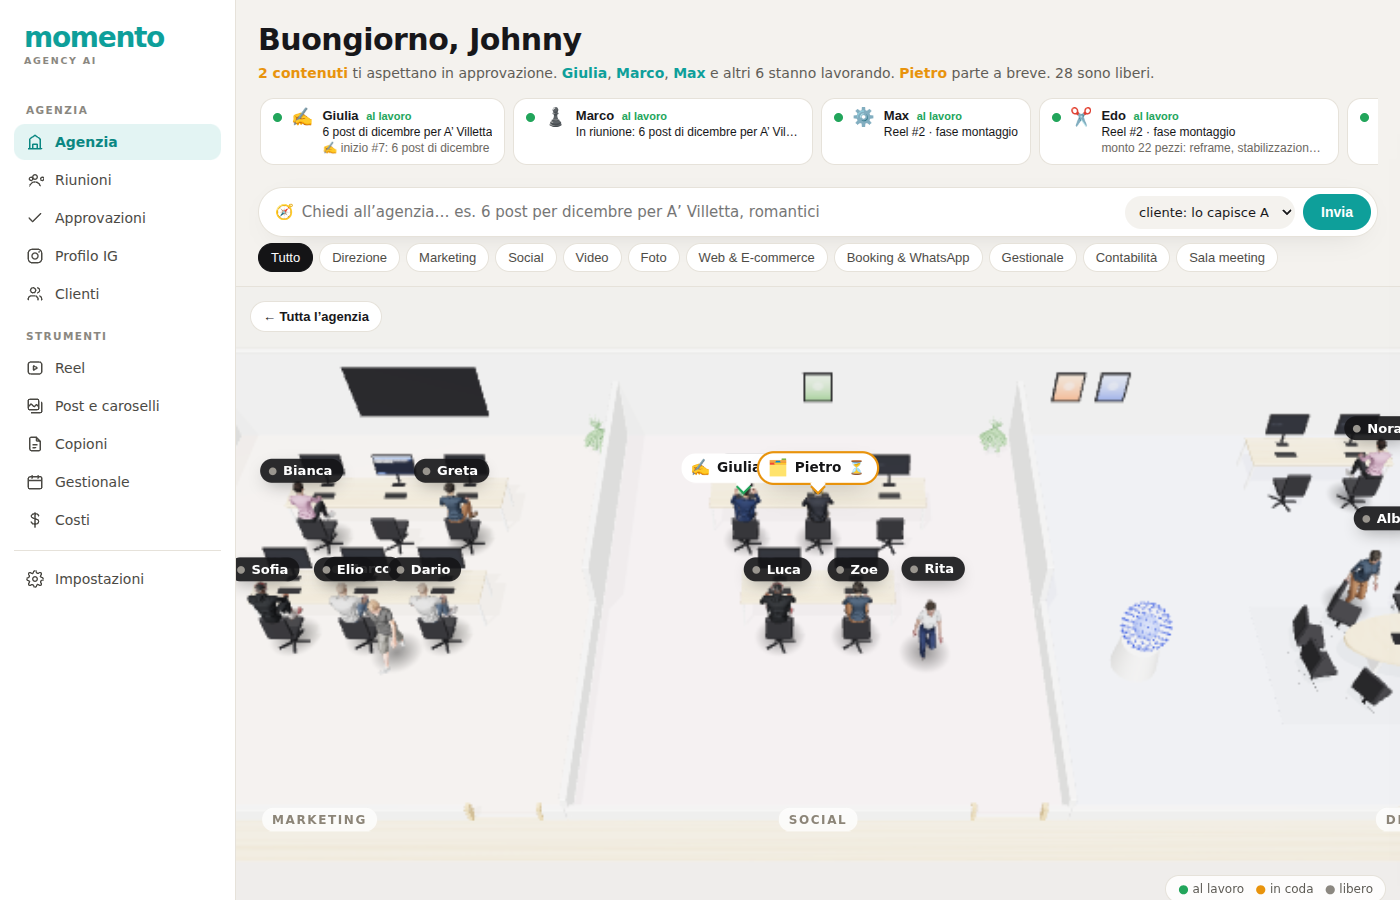 momento
AGENCY AI
AGENZIA
Agenzia
Riunioni
Approvazioni
Profilo IG
Clienti
STRUMENTI
Reel
Post e caroselli
Copioni
Gestionale
Costi
Impostazioni
Buongiorno, Johnny
2 contenuti ti aspettano in approvazione. Giulia, Marco, Max e altri 6 stanno lavorando. Pietro parte a breve. 28 sono liberi.
Giulia al lavoro
6 post di dicembre per A’ Villetta
✍️ inizio #7: 6 post di dicembre
Marco al lavoro
In riunione: 6 post di dicembre per A’ Vil…
Max al lavoro
Reel #2 · fase montaggio
Edo al lavoro
Reel #2 · fase montaggio
monto 22 pezzi: reframe, stabilizzazion…
Chiedi all’agenzia… es. 6 post per dicembre per A’ Villetta, romantici
cliente: lo capisce A
Invia
Tutto
Direzione
Marketing
Social
Video
Foto
Web & E-commerce
Booking & WhatsApp
Gestionale
Contabilità
Sala meeting
← Tutta l’agenzia
Bianca
Greta
Giulia
Pietro ⏳
Nora
Alb
Sofia
Elio
Dario
Luca
Zoe
Rita
MARKETING
SOCIAL
al lavoro
in coda
libero